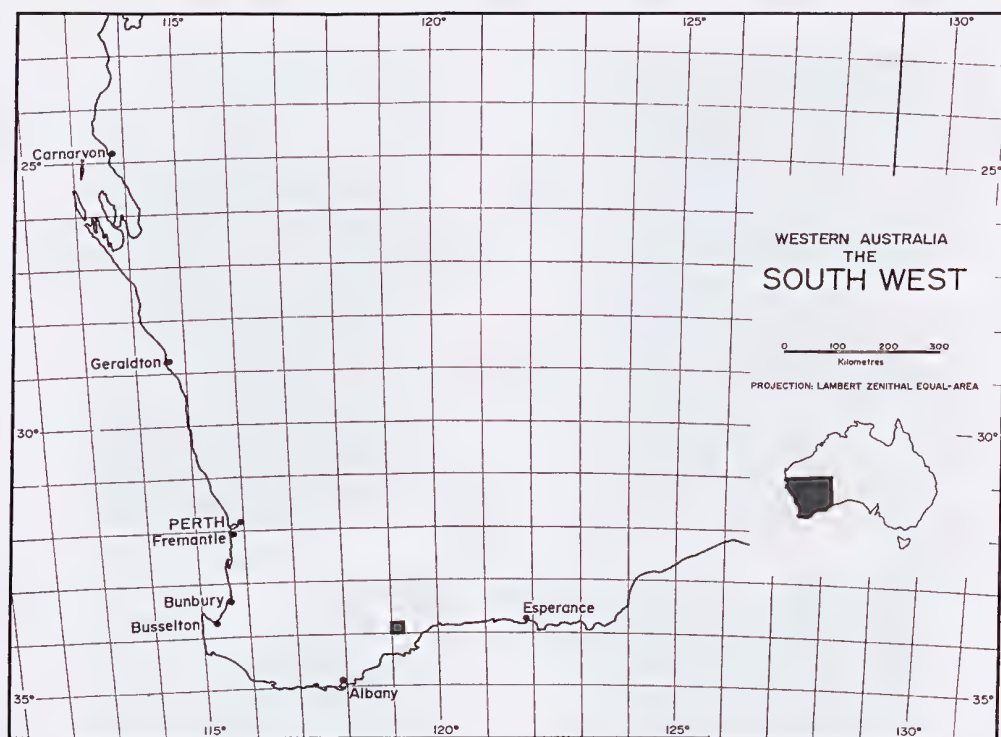 115° 120° 125° 130°
Carnarvon
25° 25°
WESTERN AUSTRALIA
THE
SOUTH WEST
0 100 200 300
Kilometres
PROJECTION: LAMBERT ZENITHAL EQUAL-AREA
Geraldton
30° 30°
PERTH
Fremantle
Bunbury
Busselton
Esperance
Albany
35° 35°
115° 120° 125° 130°